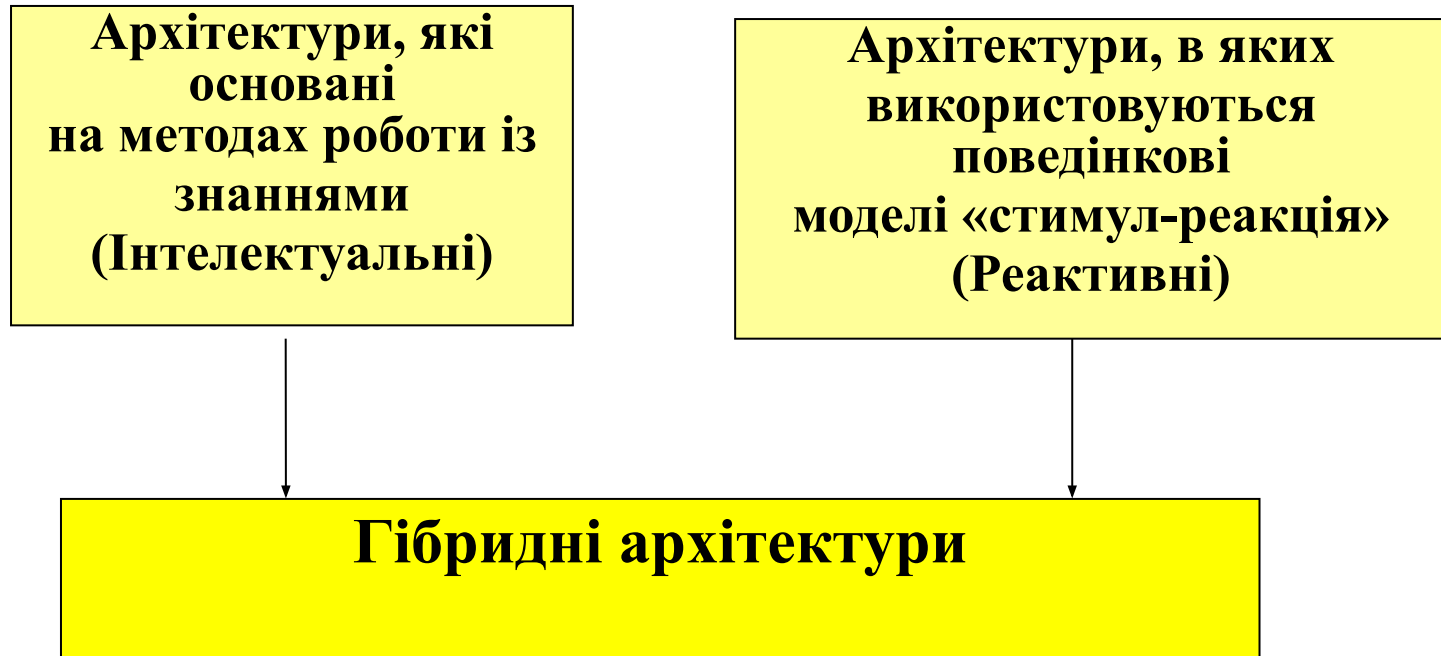 Архітектури, які
основані
на методах роботи із
знаннями
(Інтелектуальні)
Архітектури, в яких
використовуються
поведінкові
моделі «стимул-реакція»
(Реактивні)
Гібридні архітектури